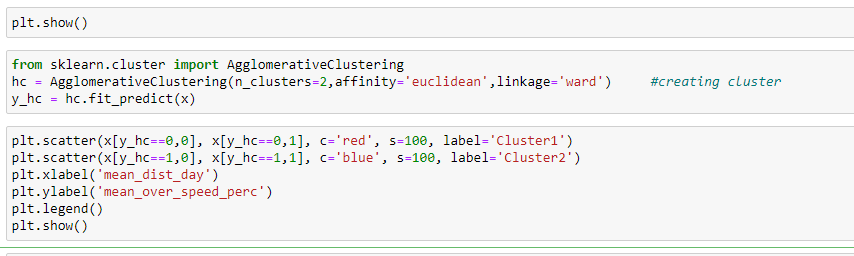 plt.show()
from sklearn.cluster import AgglomerativeClustering
hc = AgglomerativeClustering(n_clusters=2,affinity='euclidean',linkage='ward')     #creating cluster
y_hc = hc.fit_predict(x)
plt.scatter(x[y_hc==0,0], x[y_hc==0,1], c='red', s=100, label='Cluster1')
plt.scatter(x[y_hc==1,0], x[y_hc==1,1], c='blue', s=100, label='Cluster2')
plt.xlabel('mean_dist_day')
plt.ylabel('mean_over_speed_perc')
plt.legend()
plt.show()